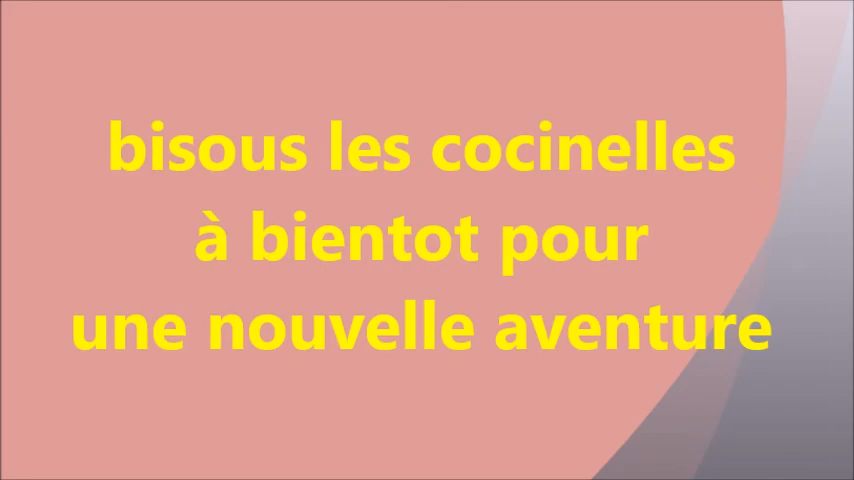 bisous les cocinelles
à bientot pour
une nouvelle aventure